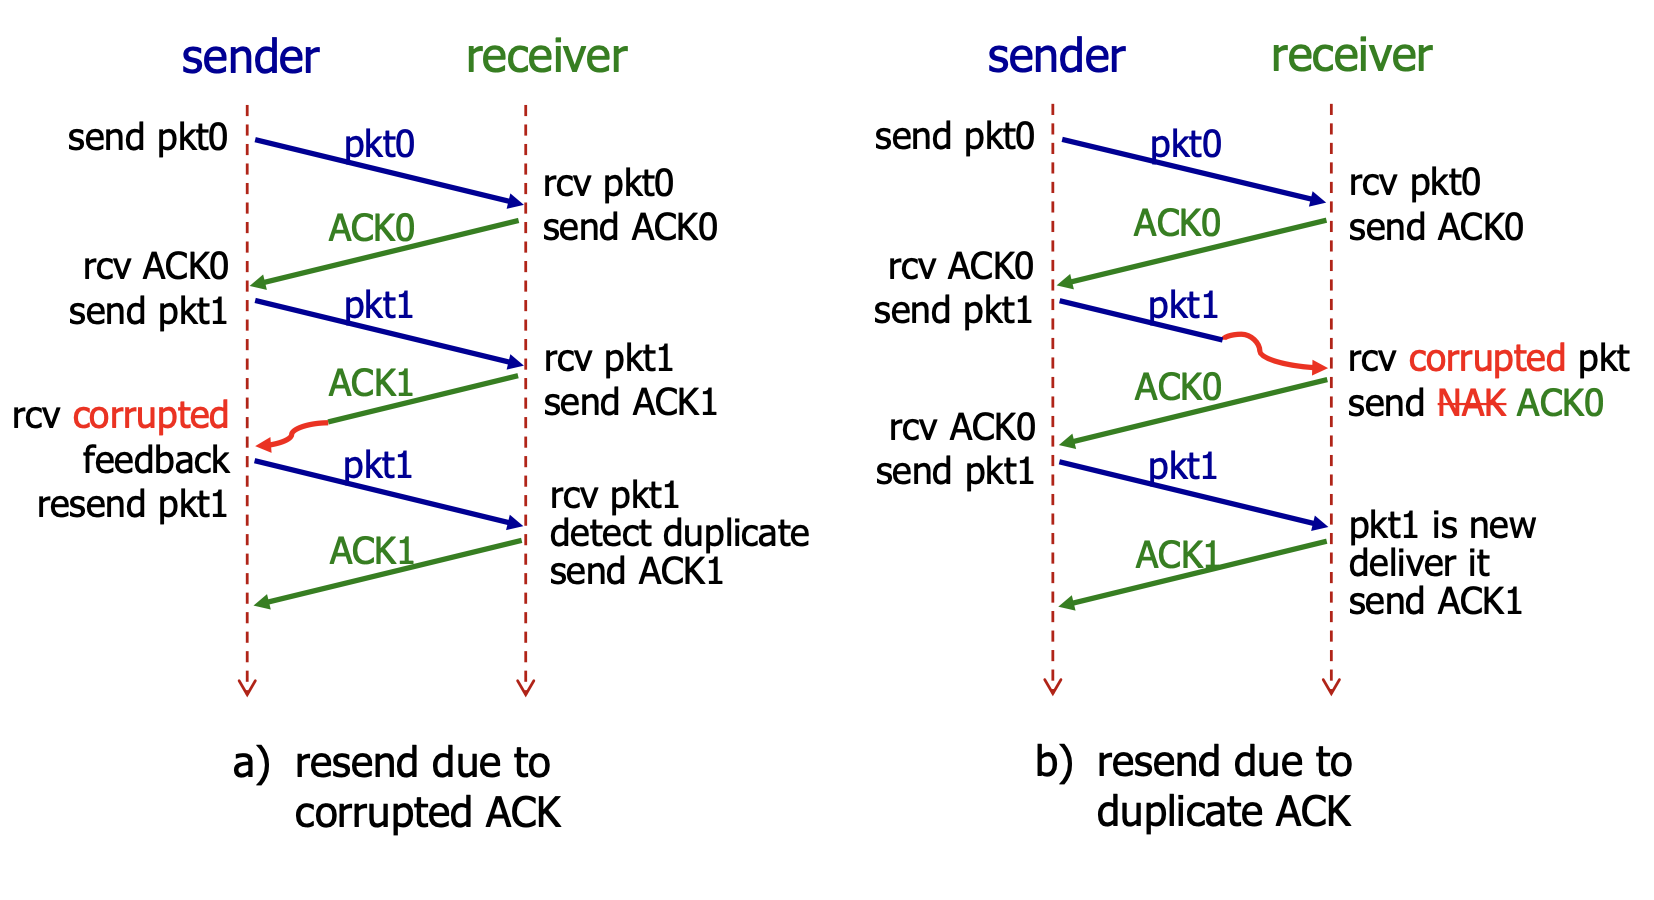 sender
receiver
send pkt0
pkt0
rcv pkt0
ACK0
send ACK0
rcv ACK0
send pkt1
pkt1
rcv pkt1
ACK1
send ACK1
rcv corrupted
feedback
resend pkt1
pkt1
rcv pkt1
detect duplicate
send ACK1
ACK1
a) resend due to
corrupted ACK
sender
receiver
send pkt0
pkt0
rcv pkt0
ACK0
send ACK0
rcv ACK0
send pkt1
pkt1
rcv corrupted pkt
ACK0
send NAK ACK0
rcv ACK0
send pkt1
pkt1
pkt1 is new
deliver it
send ACK1
ACK1
b) resend due to
duplicate ACK